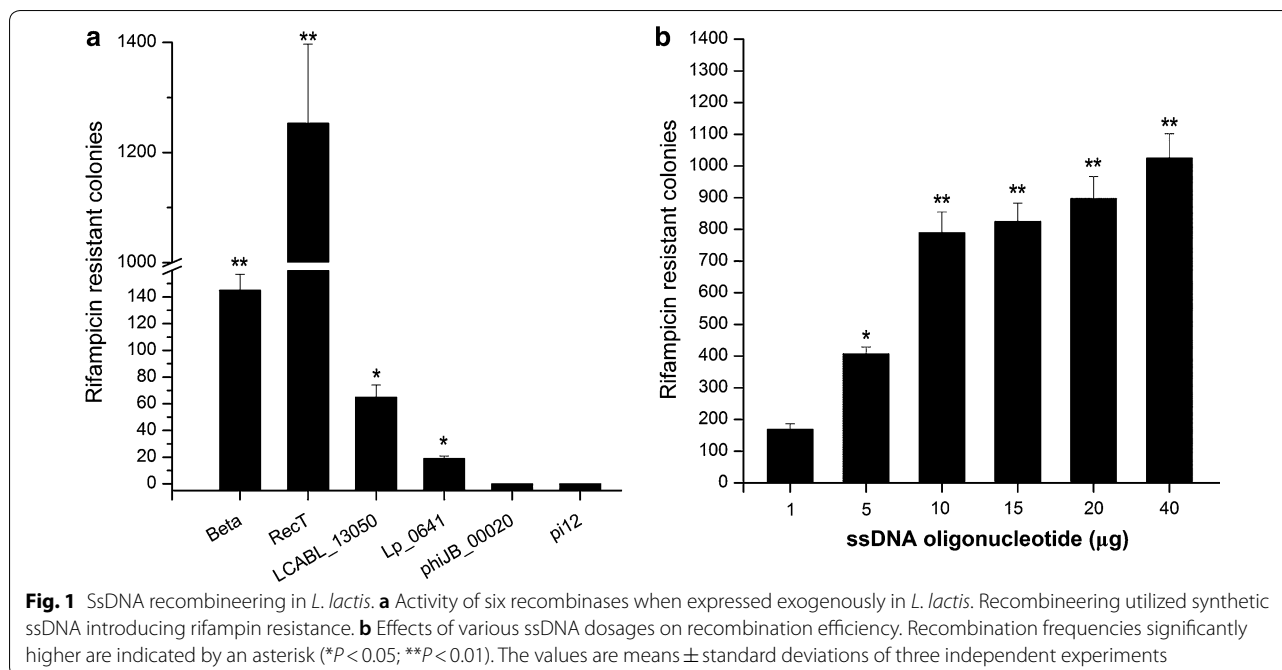 a
1400
1200
1000
140
120
100
80
60
40
20
0
Rifampicin resistant colonies
**
**
*
*
Beta
RecT
LCABL_13050
Lp_0641
phiJB_00020
pi12
b
1400
1300
1200
1100
1000
900
800
700
600
500
400
300
200
100
0
Rifampicin resistant colonies
*
**
**
**
**
1 5 10 15 20 40
ssDNA oligonucleotide (µg)
Fig. 1 SsDNA recombineering in L. lactis. a Activity of six recombinases when expressed exogenously in L. lactis. Recombineering utilized synthetic
ssDNA introducing rifampin resistance. b Effects of various ssDNA dosages on recombination efficiency. Recombination frequencies significantly
higher are indicated by an asterisk (*P < 0.05; **P < 0.01). The values are means ± standard deviations of three independent experiments